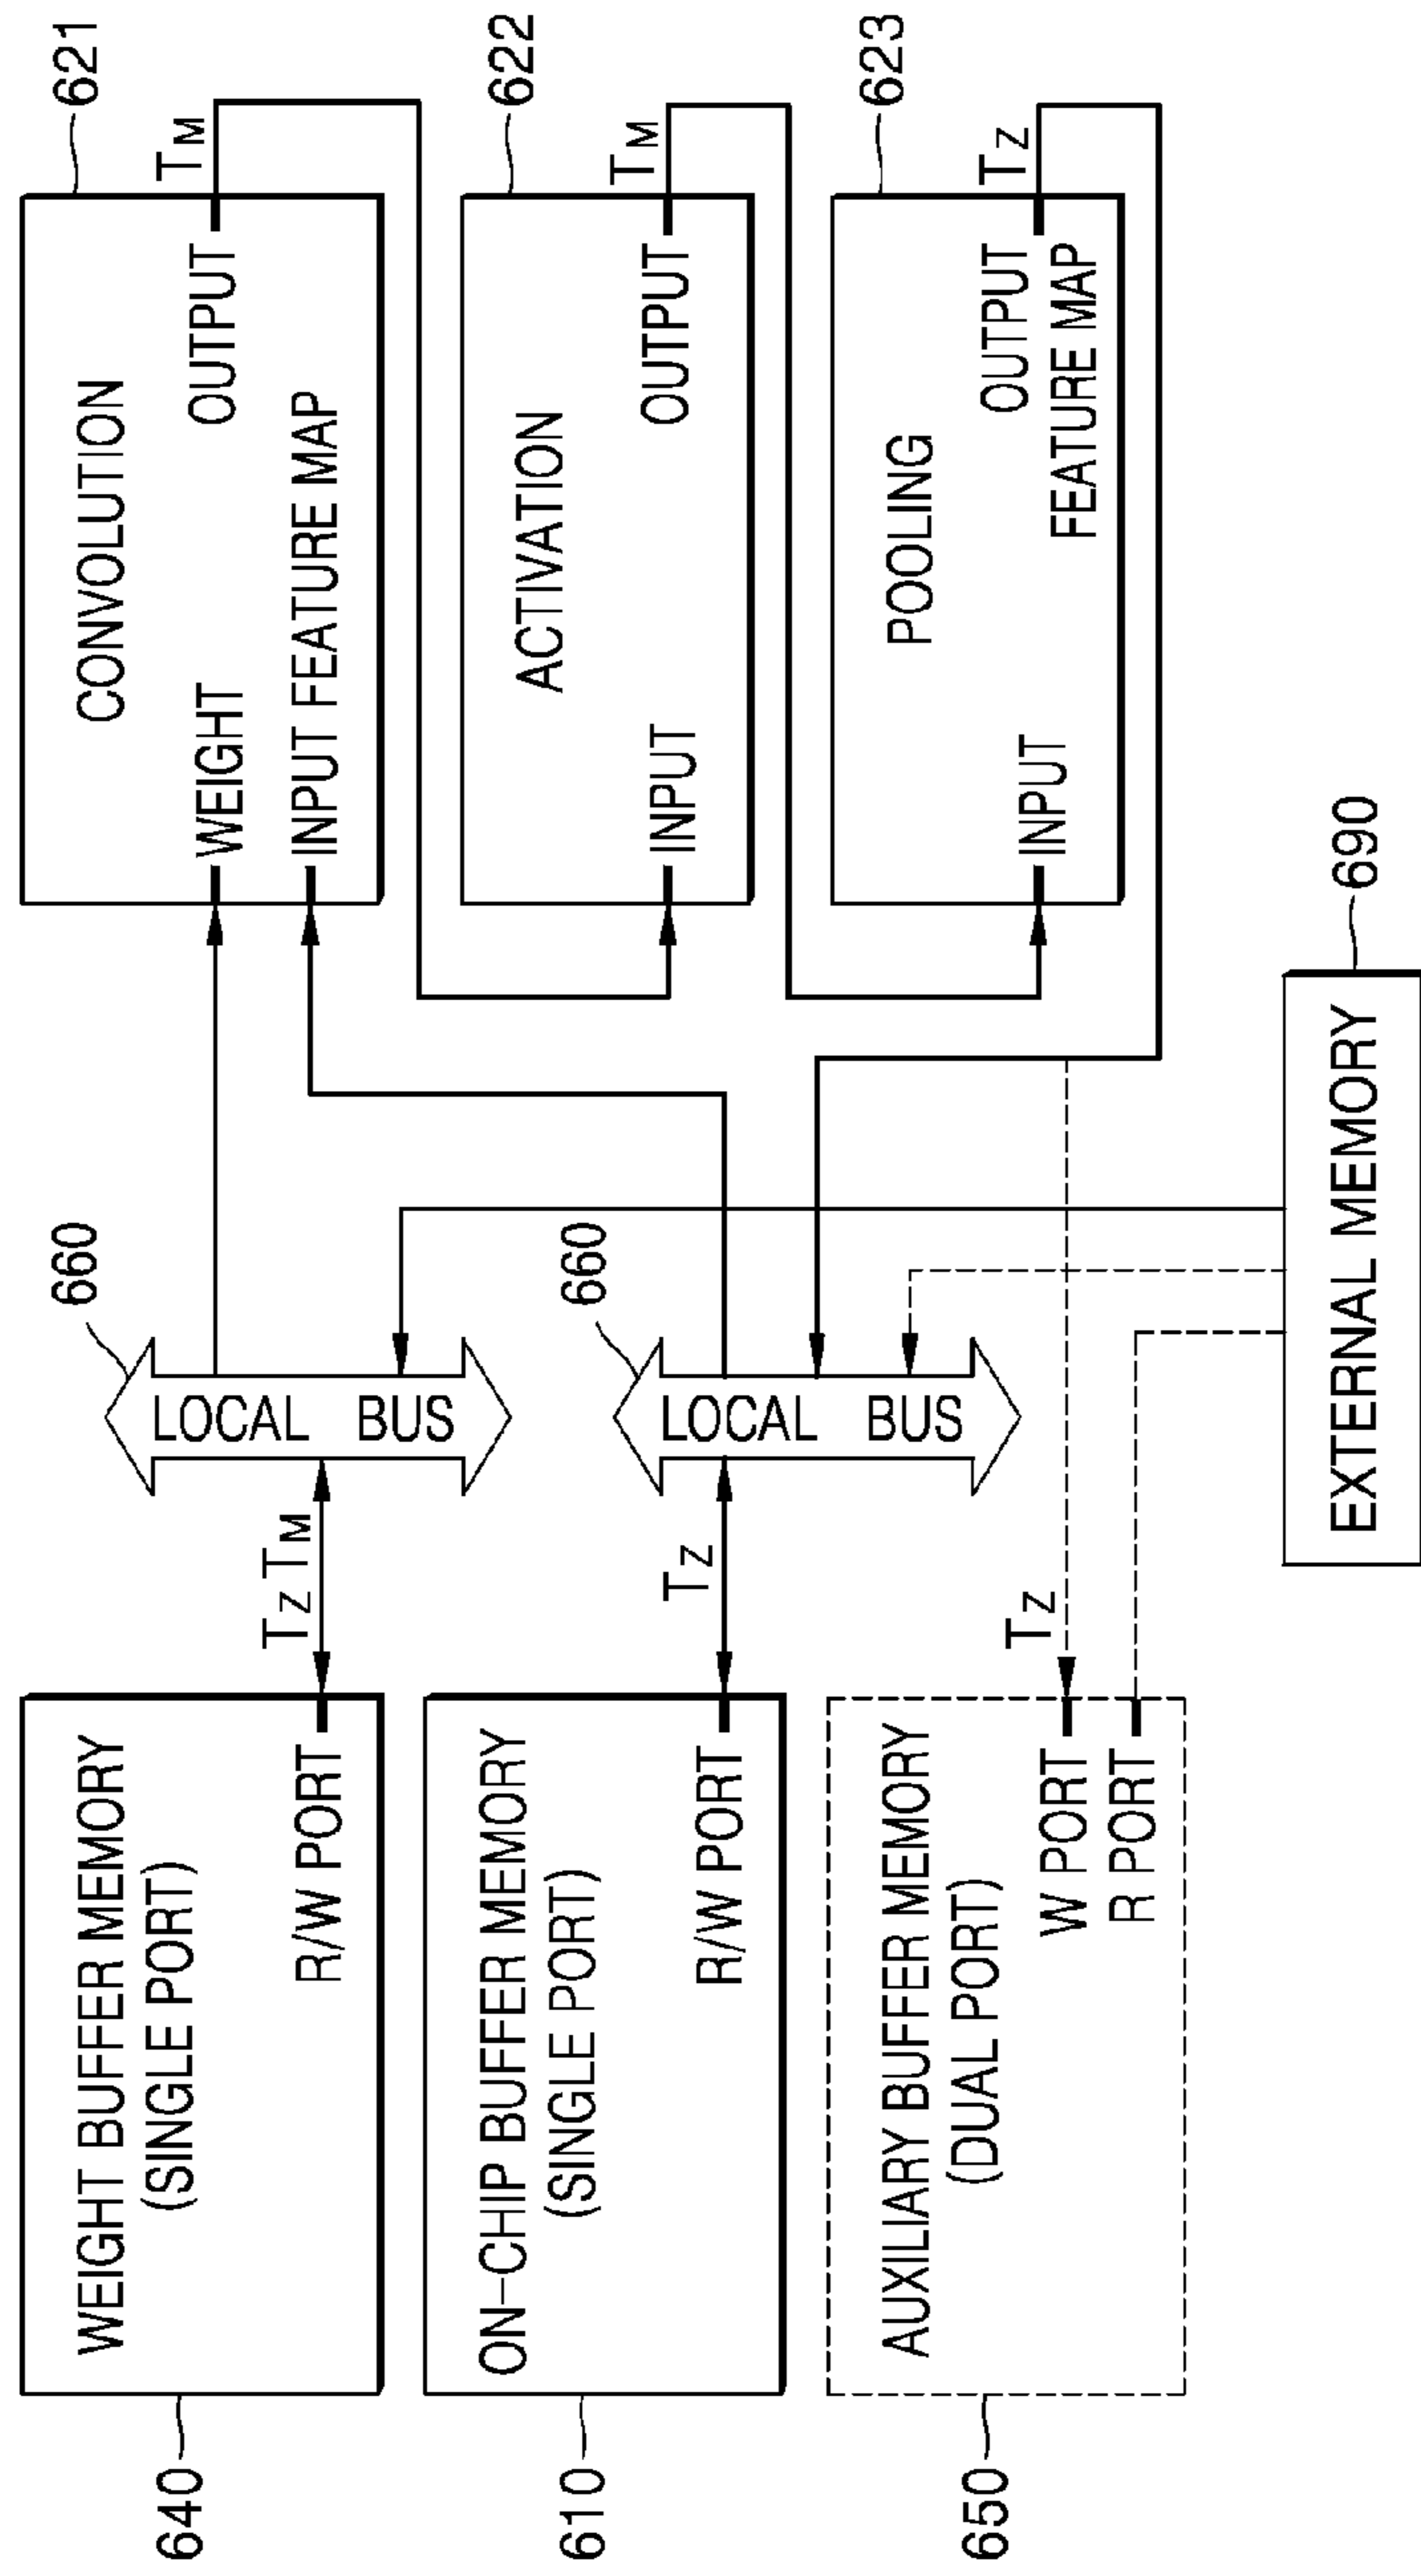 640
WEIGHT BUFFER MEMORY
(SINGLE PORT)
R/W PORT
TZ TM
660
LOCAL BUS
621
CONVOLUTION
WEIGHT
OUTPUT
INPUT FEATURE MAP
TM
610
ON-CHIP BUFFER MEMORY
(SINGLE PORT)
R/W PORT
TZ
660
LOCAL BUS
622
ACTIVATION
INPUT
OUTPUT
TM
650
AUXILIARY BUFFER MEMORY
(DUAL PORT)
W PORT
R PORT
TZ
623
POOLING
INPUT
OUTPUT
FEATURE MAP
TZ
EXTERNAL MEMORY
690